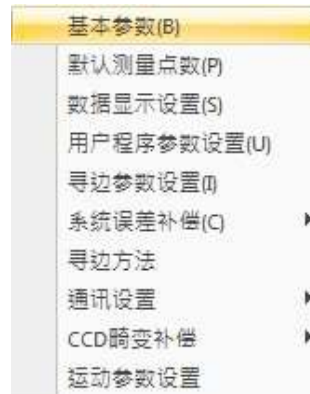 基本参数(B)
默认测量点数(P)
数据显示设置(S)
用户程序参数设置(U)
寻边参数设置(I)
系统误差补偿(C)
寻边方法
通讯设置
CCD畸变补偿
运动参数设置